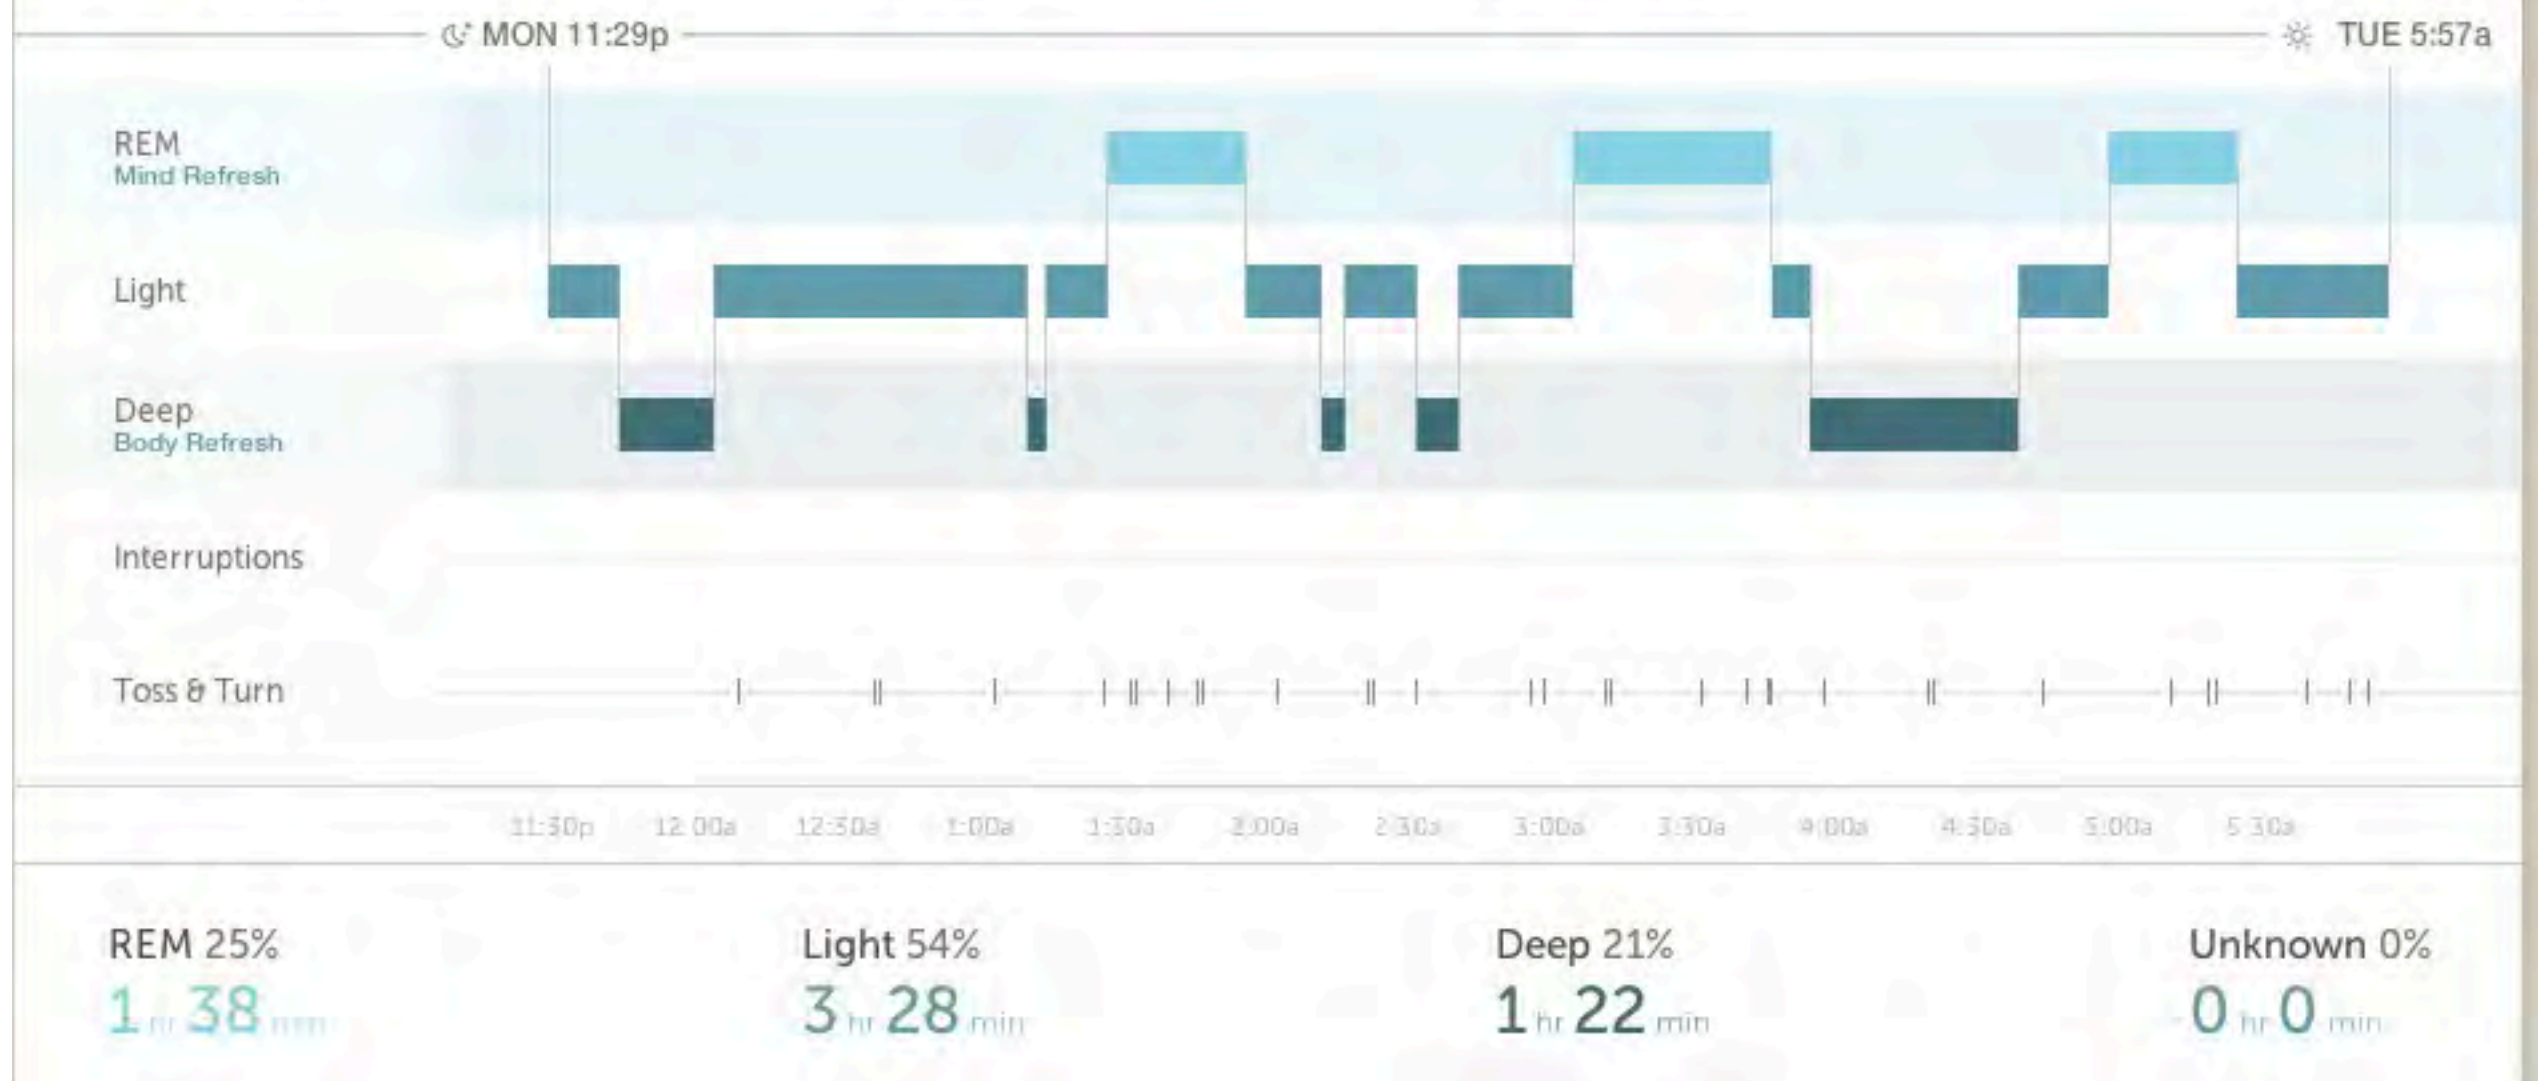 MON 11:29p TUE 5:57a
REM
Mind Refresh
Light
Deep
Body Refresh
Interruptions
Toss & Turn
11:30p 12:00a 12:30a 1:00a 1:30a 2:00a 2:30a 3:00a 3:30a 4:00a 4:30a 5:00a 5:30a
REM 25% Light 54% Deep 21% Unknown 0%
1 hr 38 min 3 hr 28 min 1 hr 22 min 0 hr 0 min